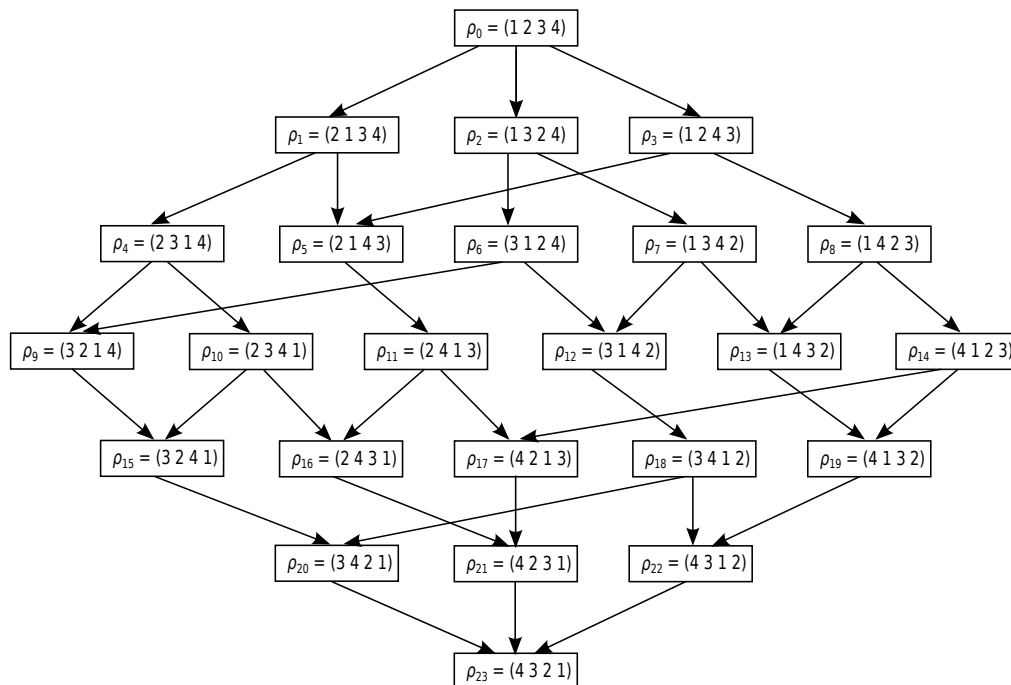 ρ₀ = (1 2 3 4)
ρ₁ = (2 1 3 4)
ρ₂ = (1 3 2 4)
ρ₃ = (1 2 4 3)
ρ₄ = (2 3 1 4)
ρ₅ = (2 1 4 3)
ρ₆ = (3 1 2 4)
ρ₇ = (1 3 4 2)
ρ₈ = (1 4 2 3)
ρ₉ = (3 2 1 4)
ρ₁₀ = (2 3 4 1)
ρ₁₁ = (2 4 1 3)
ρ₁₂ = (3 1 4 2)
ρ₁₃ = (1 4 3 2)
ρ₁₄ = (4 1 2 3)
ρ₁₅ = (3 2 4 1)
ρ₁₆ = (2 4 3 1)
ρ₁₇ = (4 2 1 3)
ρ₁₈ = (3 4 1 2)
ρ₁₉ = (4 1 3 2)
ρ₂₀ = (3 4 2 1)
ρ₂₁ = (4 2 3 1)
ρ₂₂ = (4 3 1 2)
ρ₂₃ = (4 3 2 1)